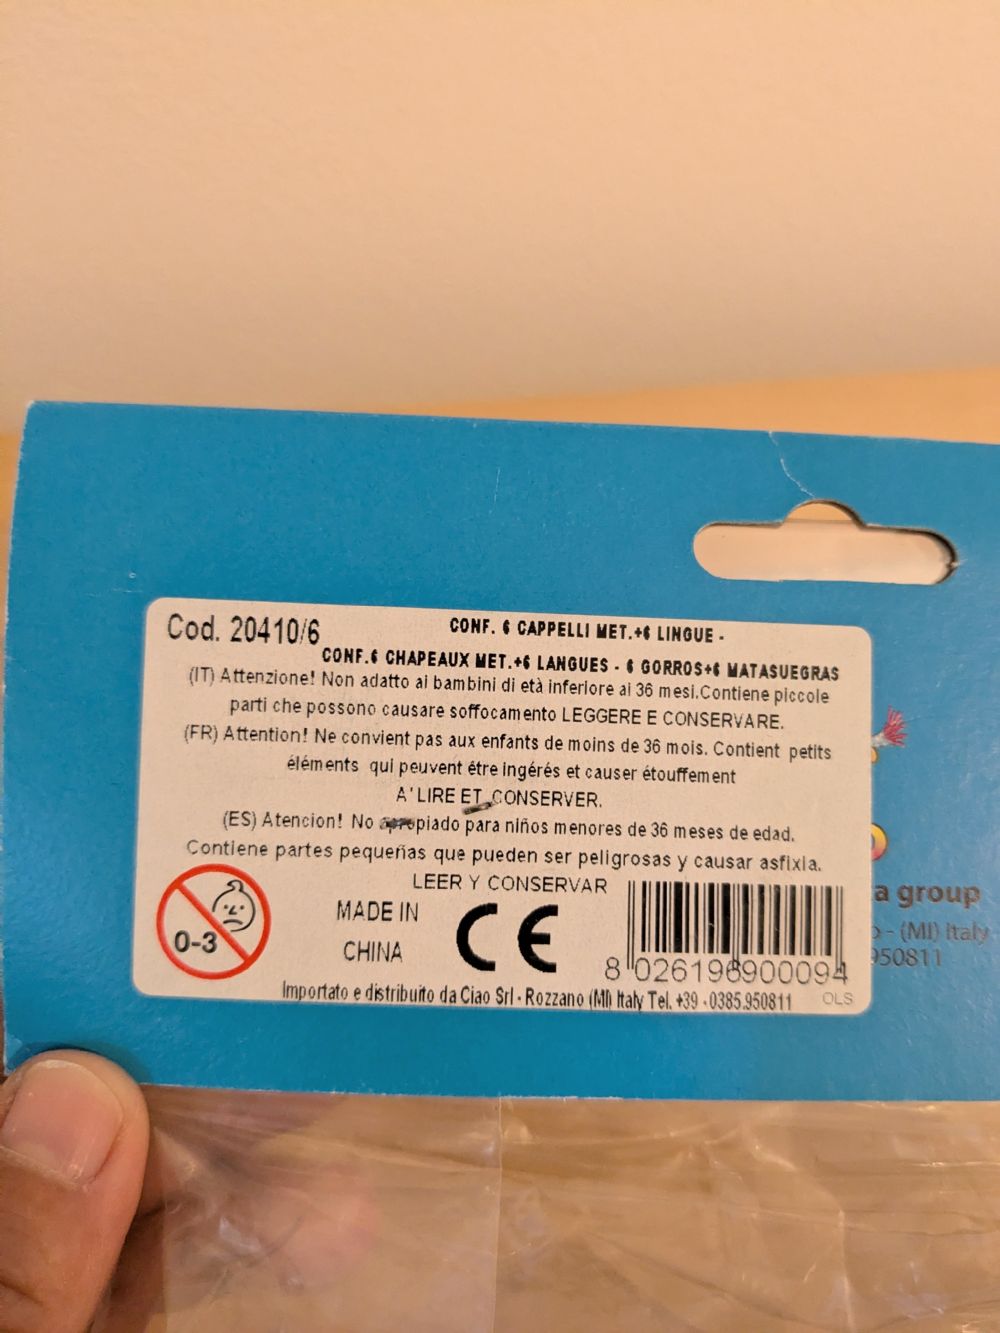 Cod. 20410/6
CONF. 6 CAPPELLI MET.+6 LINGUE -
CONF.6 CHAPEAUX MET.+6 LANGUES - 6 GORROS+6 MATASUEGRAS
(IT) Attenzione! Non adatto ai bambini di età inferiore ai 36 mesi.Contiene piccole
parti che possono causare soffocamento LEGGERE E CONSERVARE.
(FR) Attention! Ne convient pas aux enfants de moins de 36 mois. Contient petits
éléments qui peuvent être ingérés et causer étouffement
A' LIRE ET CONSERVER.
(ES) Atencion! No apropiado para niños menores de 36 meses de edad.
Contiene partes pequeñas que pueden ser peligrosas y causar asfixia.
LEER Y CONSERVAR
0-3
MADE IN
CHINA
CE
8 026196 900094
Importato e distribuito da Ciao Srl - Rozzano (MI) Italy Tel. +39 - 0385.950811
OLS
a group
- (MI) Italy
950811